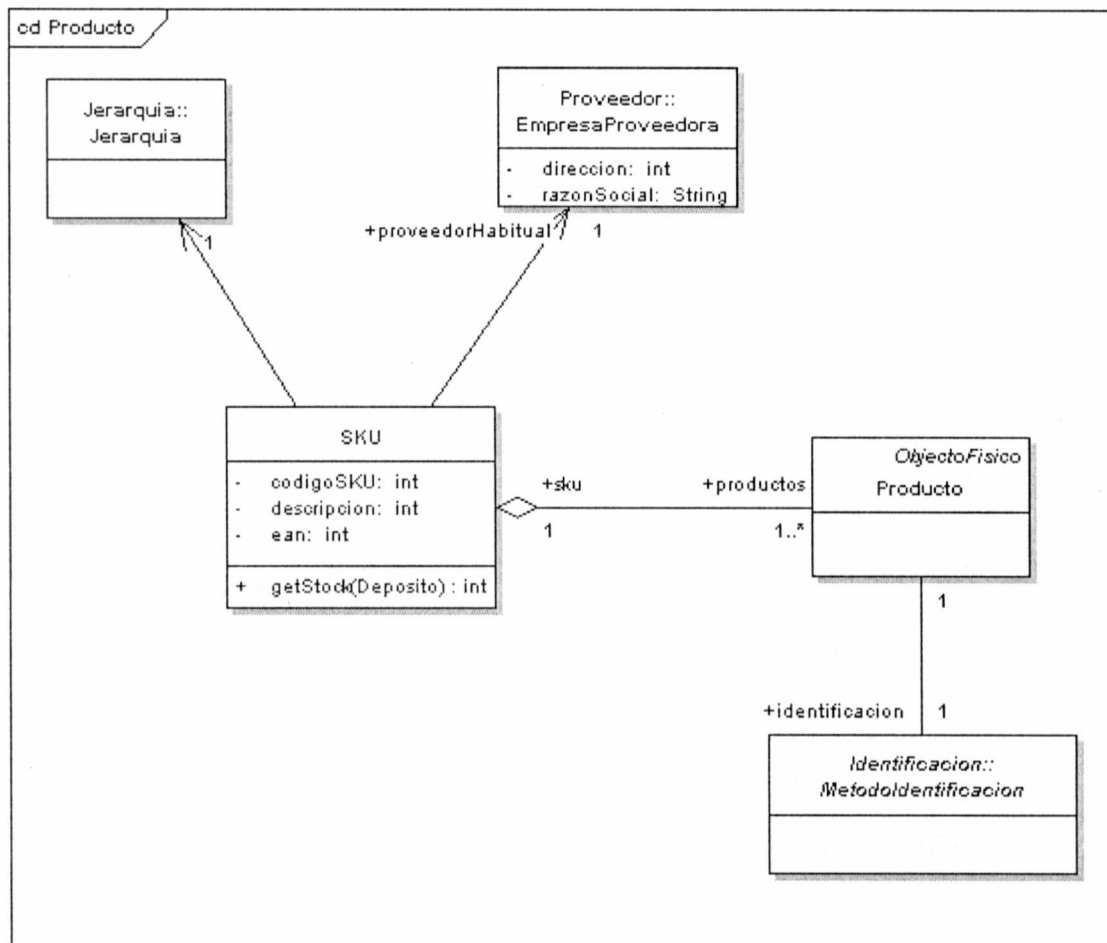 cd Producto
Jerarquia::
Jerarquia
Proveedor::
EmpresaProveedora
- direccion: int
- razonSocial: String
1
+proveedorHabitual 1
SKU
- codigoSKU: int
- descripcion: int
- ean: int
+ getStock(Deposito) : int
+sku
1
+productos
1..*
ObjectoFisico
Producto
1
+identificacion 1
Identificacion::
MetodoIdentificacion